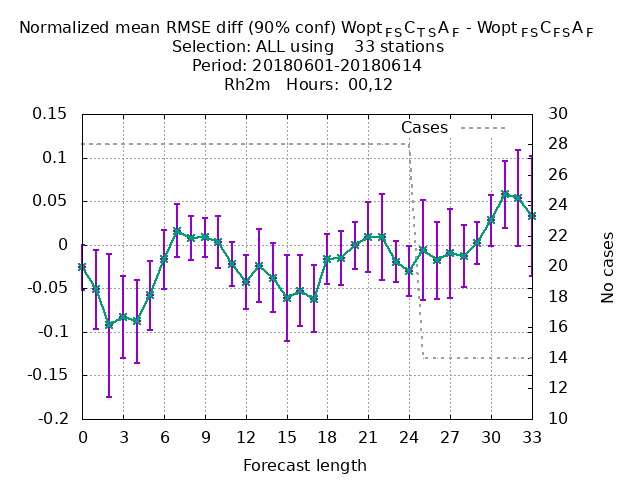 Normalized mean RMSE diff (90% conf) Wopt FS C T S A F - Wopt FS C F S A F
Selection: ALL using 33 stations
Period: 20180601-20180614
Rh2m Hours: 00,12
Cases
0.15
0.1
0.05
0
-0.05
-0.1
-0.15
-0.2
30
28
26
24
22
20
18
16
14
12
10
No cases
0 3 6 9 12 15 18 21 24 27 30 33
Forecast length